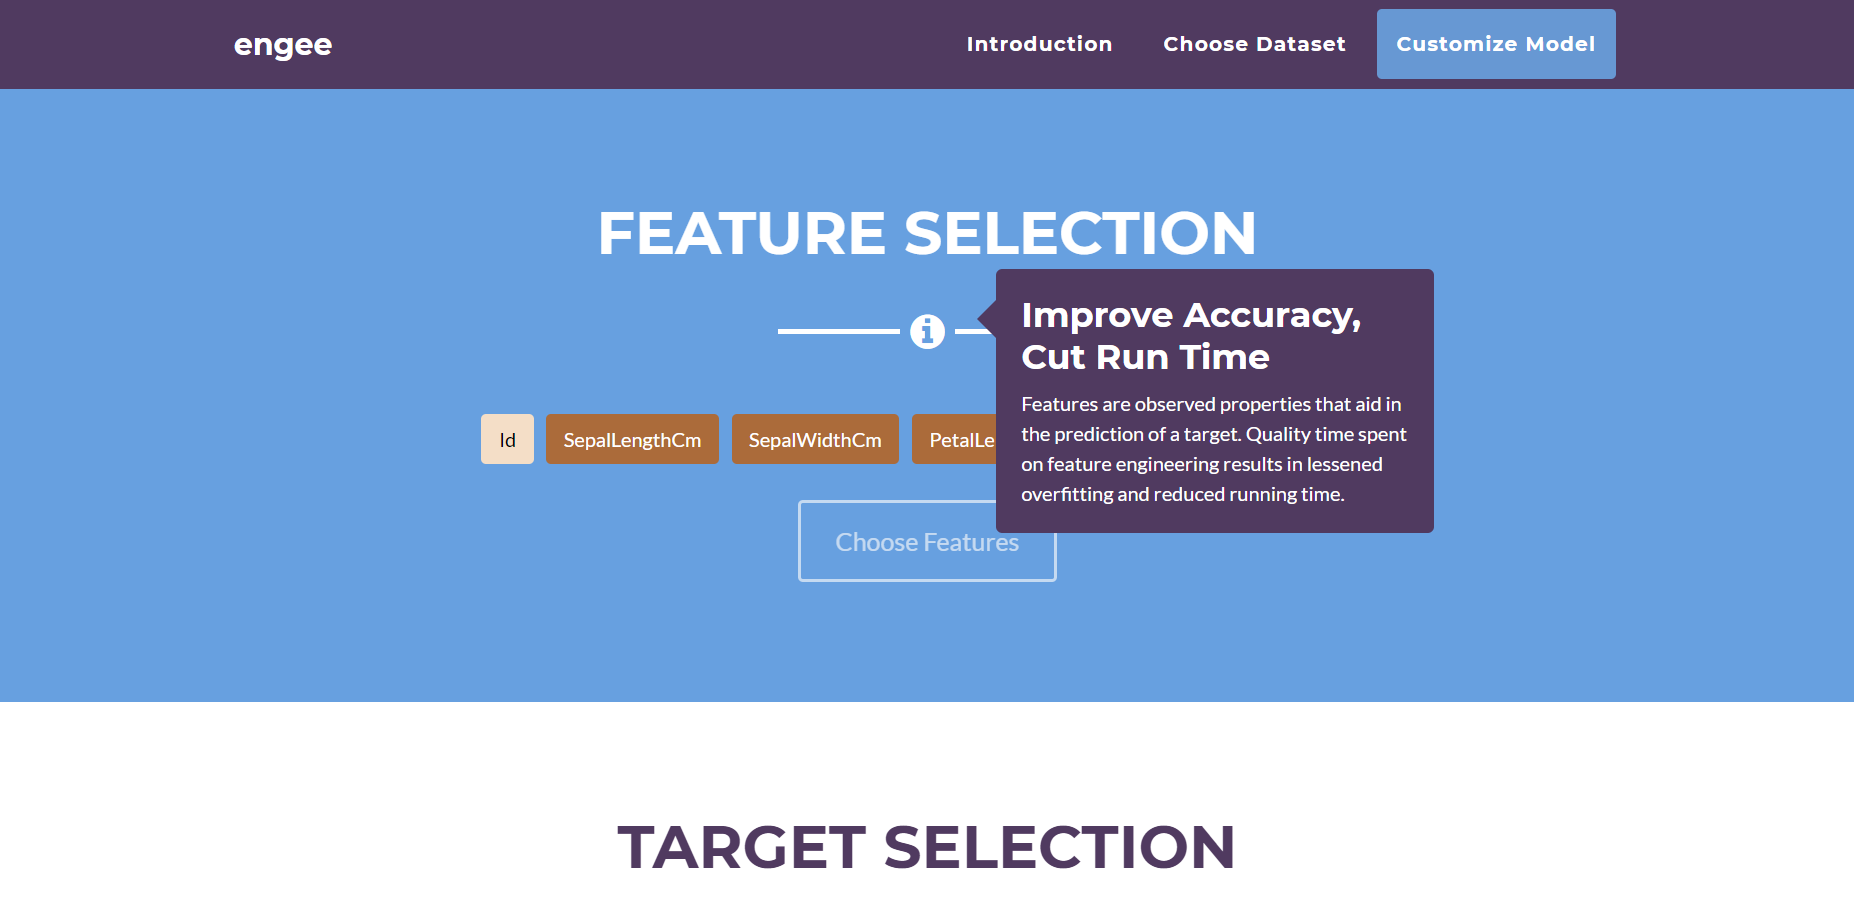 engee
Introduction
Choose Dataset
Customize Model
FEATURE SELECTION
Improve Accuracy,
Cut Run Time
Features are observed properties that aid in
the prediction of a target. Quality time spent
on feature engineering results in lessened
overfitting and reduced running time.
Id
SepalLengthCm
SepalWidthCm
PetalLe
Choose Features
TARGET SELECTION